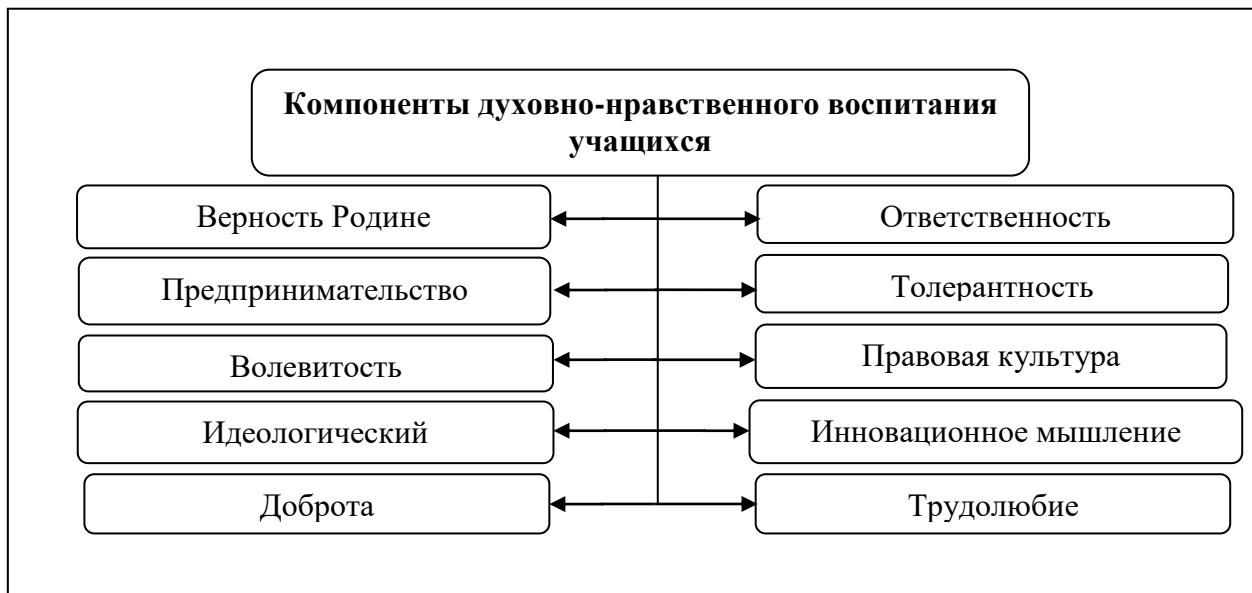 Компоненты духовно-нравственного воспитания
учащихся
Верность Родине
Ответственность
Предпринимательство
Толерантность
Волевитость
Правовая культура
Идеологический
Инновационное мышление
Доброта
Трудолюбие